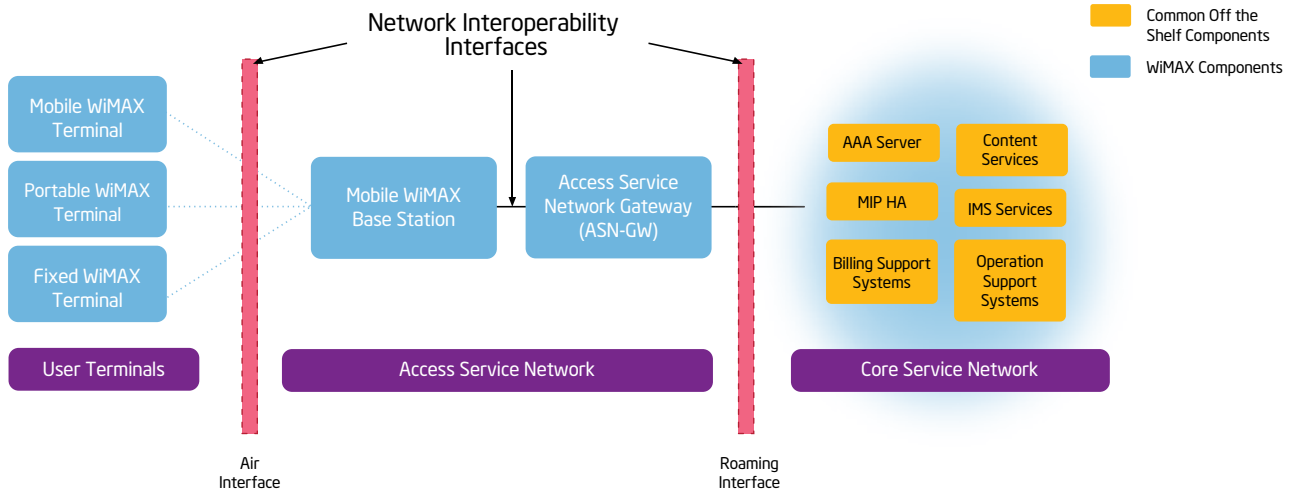 Network Interoperability
Interfaces
Common Off the
Shelf Components
WiMAX Components
Mobile WiMAX
Terminal
Portable WiMAX
Terminal
Fixed WiMAX
Terminal
Mobile WiMAX
Base Station
Access Service
Network Gateway
(ASN-GW)
AAA Server
Content
Services
MIP HA
IMS Services
Billing Support
Systems
Operation
Support
Systems
User Terminals
Access Service Network
Core Service Network
Air
Interface
Roaming
Interface